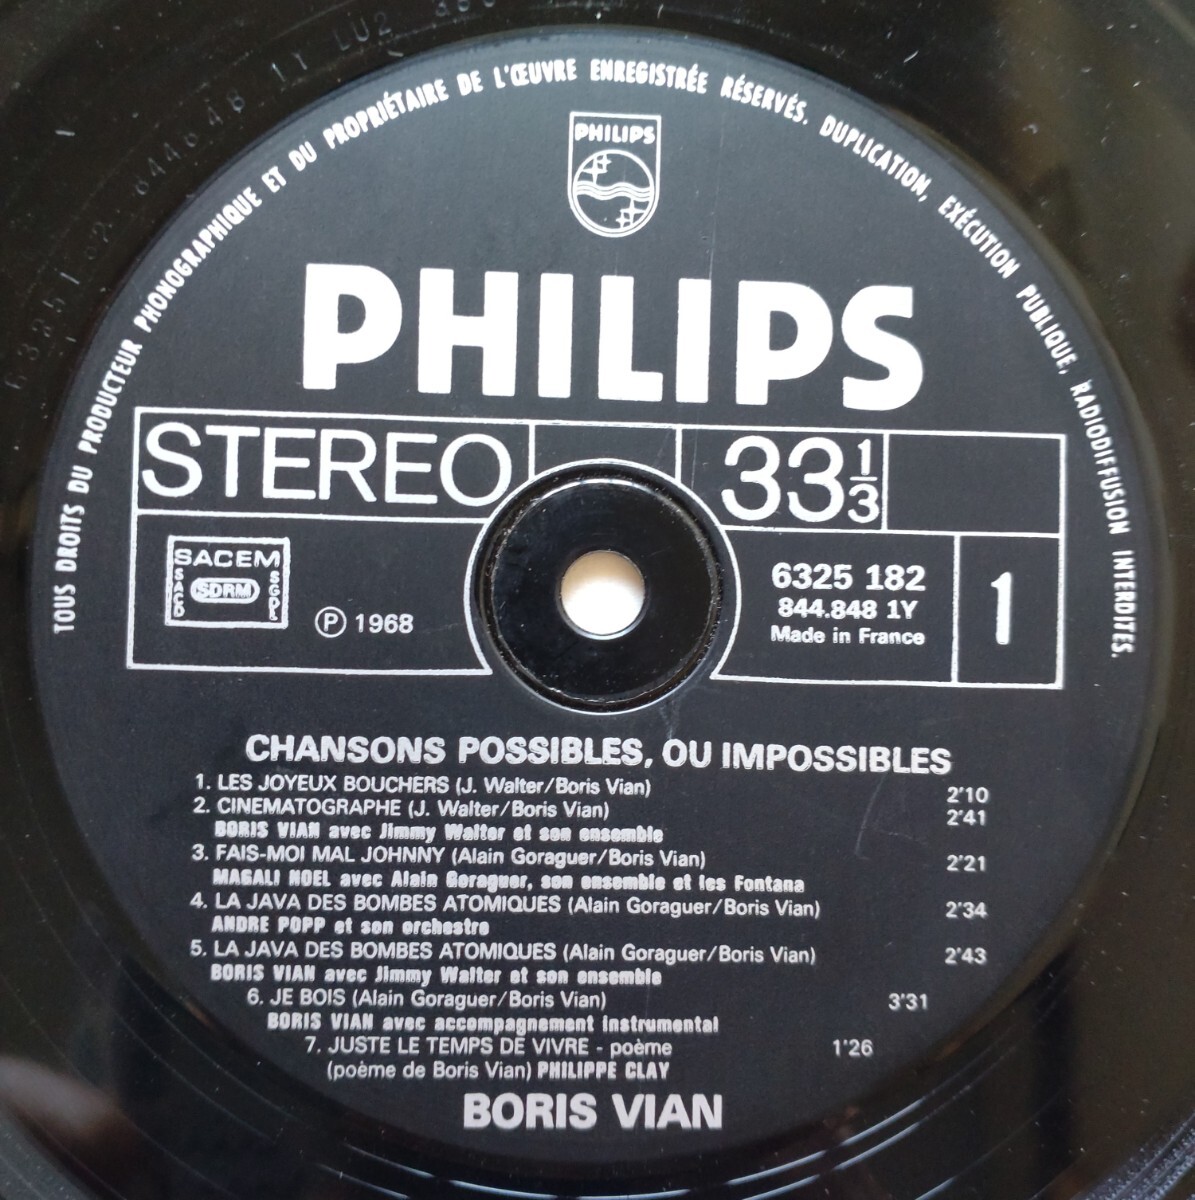 TOUS DROITS DU PRODUCTEUR PHONOGRAPHIQUE ET DU PROPRIÉTAIRE DE L'ŒUVRE ENREGISTRÉE RÉSERVÉS. DUPLICATION, EXÉCUTION PUBLIQUE, RADIODIFFUSION INTERDITES.
PHILIPS
PHILIPS
STEREO 33 1/3
SACEM
SACD SDRM SGDL
Ⓟ 1968
6325 182
844.848 1Y
Made in France
1
CHANSONS POSSIBLES, OU IMPOSSIBLES
1. LES JOYEUX BOUCHERS (J. Walter/Boris Vian) 2'10
2. CINEMATOGRAPHE (J. Walter/Boris Vian) 2'41
BORIS VIAN avec Jimmy Walter et son ensemble
3. FAIS-MOI MAL JOHNNY (Alain Goraguer/Boris Vian) 2'21
MAGALI NOEL avec Alain Goraguer, son ensemble et les Fontana
4. LA JAVA DES BOMBES ATOMIQUES (Alain Goraguer/Boris Vian) 2'34
ANDRE POPP et son orchestre
5. LA JAVA DES BOMBES ATOMIQUES (Alain Goraguer/Boris Vian) 2'43
BORIS VIAN avec Jimmy Walter et son ensemble
6. JE BOIS (Alain Goraguer/Boris Vian) 3'31
BORIS VIAN avec accompagnement instrumental
7. JUSTE LE TEMPS DE VIVRE - poème 1'26
(poème de Boris Vian) PHILIPPE CLAY
BORIS VIAN